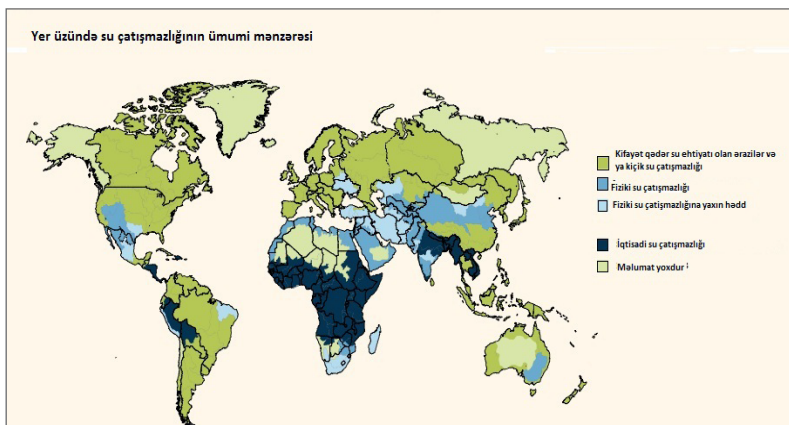 Yer üzündə su çatışmazlığının ümumi mənzərəsi
Kifayət qədər su ehtiyatı olan ərazilər və
ya kiçik su çatışmazlığı
Fiziki su çatışmazlığı
Fiziki su çatişmazlığına yaxın hədd
İqtisadi su çatışmazlığı
Məlumat yoxdur